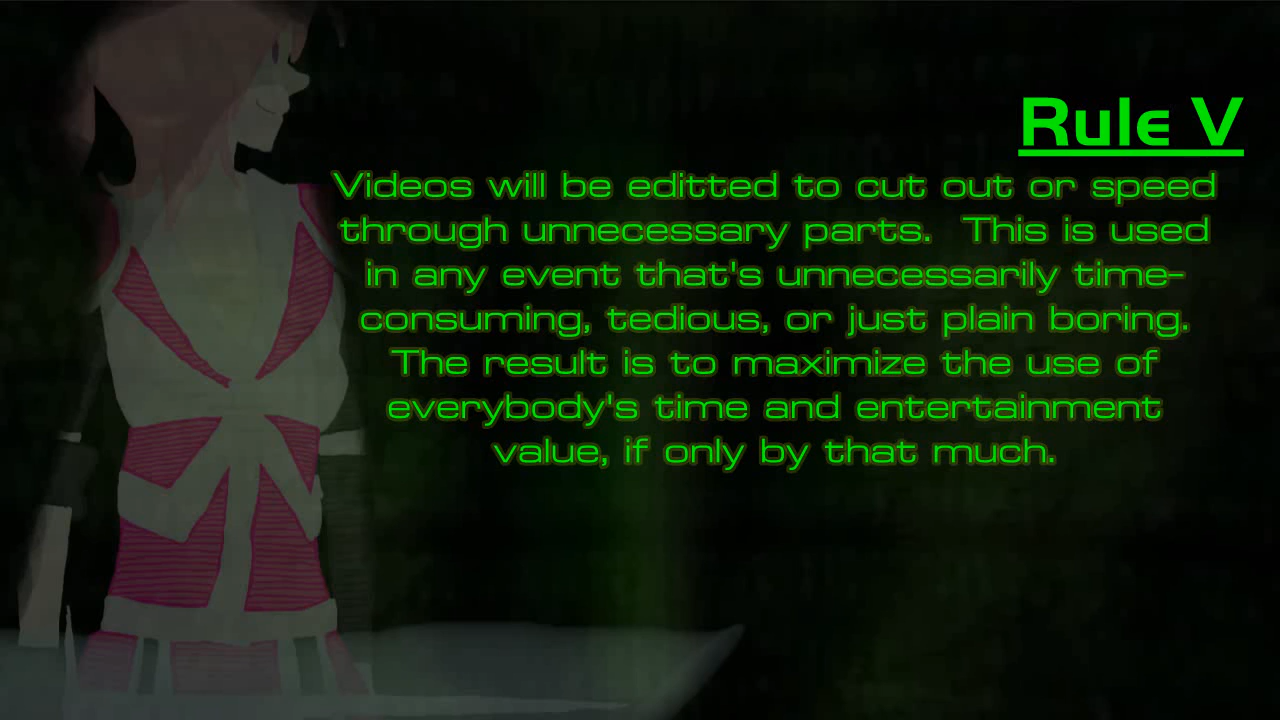 Rule V
Videos will be editted to cut out or speed
through unnecessary parts.  This is used
in any event that's unnecessarily time-
consuming, tedious, or just plain boring.
The result is to maximize the use of
everybody's time and entertainment
value, if only by that much.